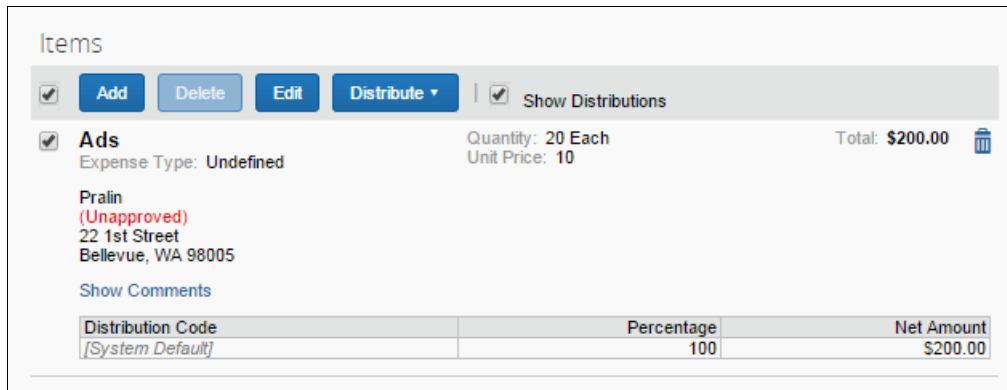 Items
Add Delete Edit Distribute Show Distributions
Ads Quantity: 20 Each Total: $200.00
Expense Type: Undefined Unit Price: 10
Pralin
(Unapproved)
22 1st Street
Bellevue, WA 98005
Show Comments
Distribution Code Percentage Net Amount
[System Default] 100 $200.00